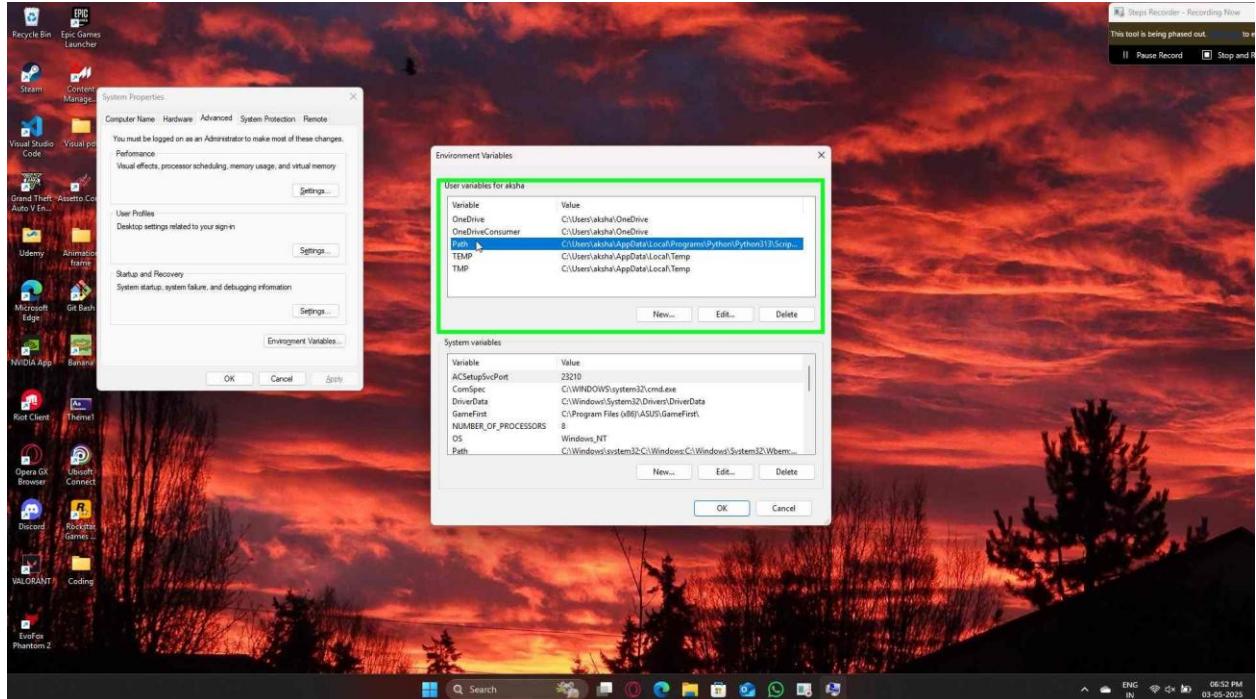 Recycle Bin
Epic Games
Launcher
Steam
Content
Manage...
Visual Studio
Code
Visual pd
Grand Theft
Auto V En...
Assetto Co
Udemy
Animation
frame
Microsoft
Edge
Git Bash
NVIDIA App
Banana
Riot Client
Theme1
Opera GX
Browser
Ubisoft
Connect
Discord
Rockstar
Games ...
VALORANT
Coding
EvoFox
Phantom 2
System Properties
Computer Name Hardware Advanced System Protection Remote
You must be logged on as an Administrator to make most of these changes.
Performance
Visual effects, processor scheduling, memory usage, and virtual memory
Settings...
User Profiles
Desktop settings related to your sign-in
Settings...
Startup and Recovery
System startup, system failure, and debugging information
Settings...
Environment Variables...
OK Cancel Apply
Environment Variables
User variables for aksha
Variable Value
OneDrive C:\Users\aksha\OneDrive
OneDriveConsumer C:\Users\aksha\OneDrive
Path C:\Users\aksha\AppData\Local\Programs\Python\Python313\Scrip...
TEMP C:\Users\aksha\AppData\Local\Temp
TMP C:\Users\aksha\AppData\Local\Temp
New... Edit... Delete
System variables
Variable Value
ACSetupSvcPort 23210
ComSpec C:\WINDOWS\system32\cmd.exe
DriverData C:\Windows\System32\Drivers\DriverData
GameFirst C:\Program Files (x86)\ASUS\GameFirst\
NUMBER_OF_PROCESSORS 8
OS Windows_NT
Path C:\Windows\system32;C:\Windows;C:\Windows\System32\Wbem;...
New... Edit... Delete
OK Cancel
Steps Recorder - Recording Now
This tool is being phased out. to e
Pause Record Stop and R
Search
ENG
IN
06:52 PM
03-05-2025